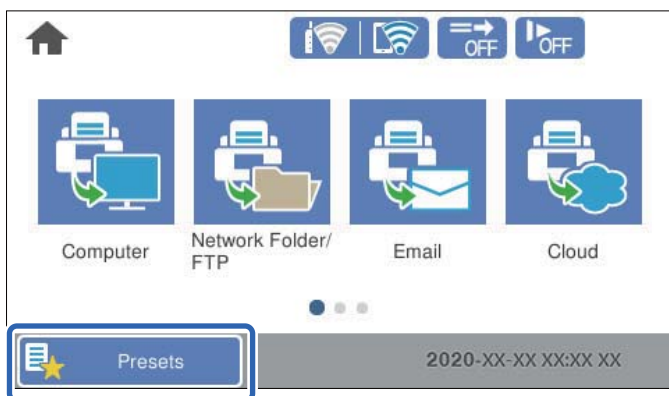 OFF
OFF
Computer
Network Folder/
FTP
Email
Cloud
Presets
2020-XX-XX XX:XX XX